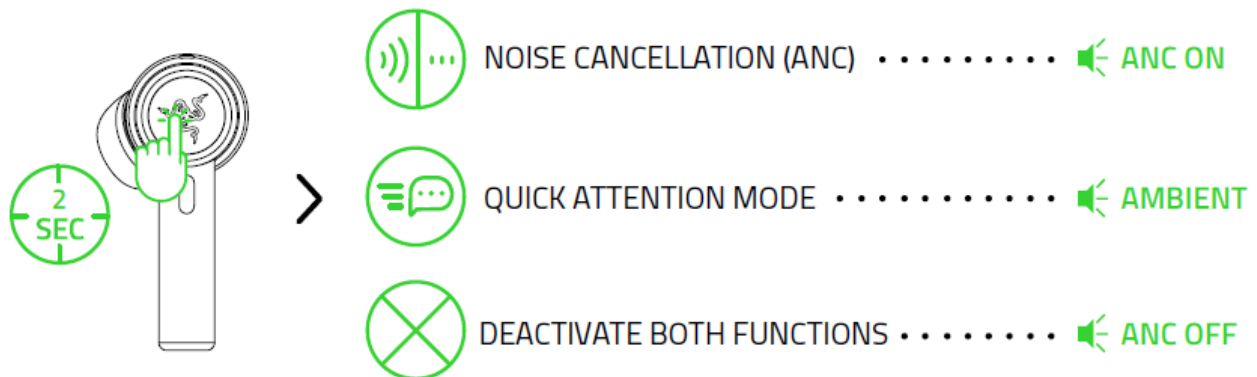 2
SEC
NOISE CANCELLATION (ANC) ········· ANC ON
QUICK ATTENTION MODE ··········· AMBIENT
DEACTIVATE BOTH FUNCTIONS ········ ANC OFF